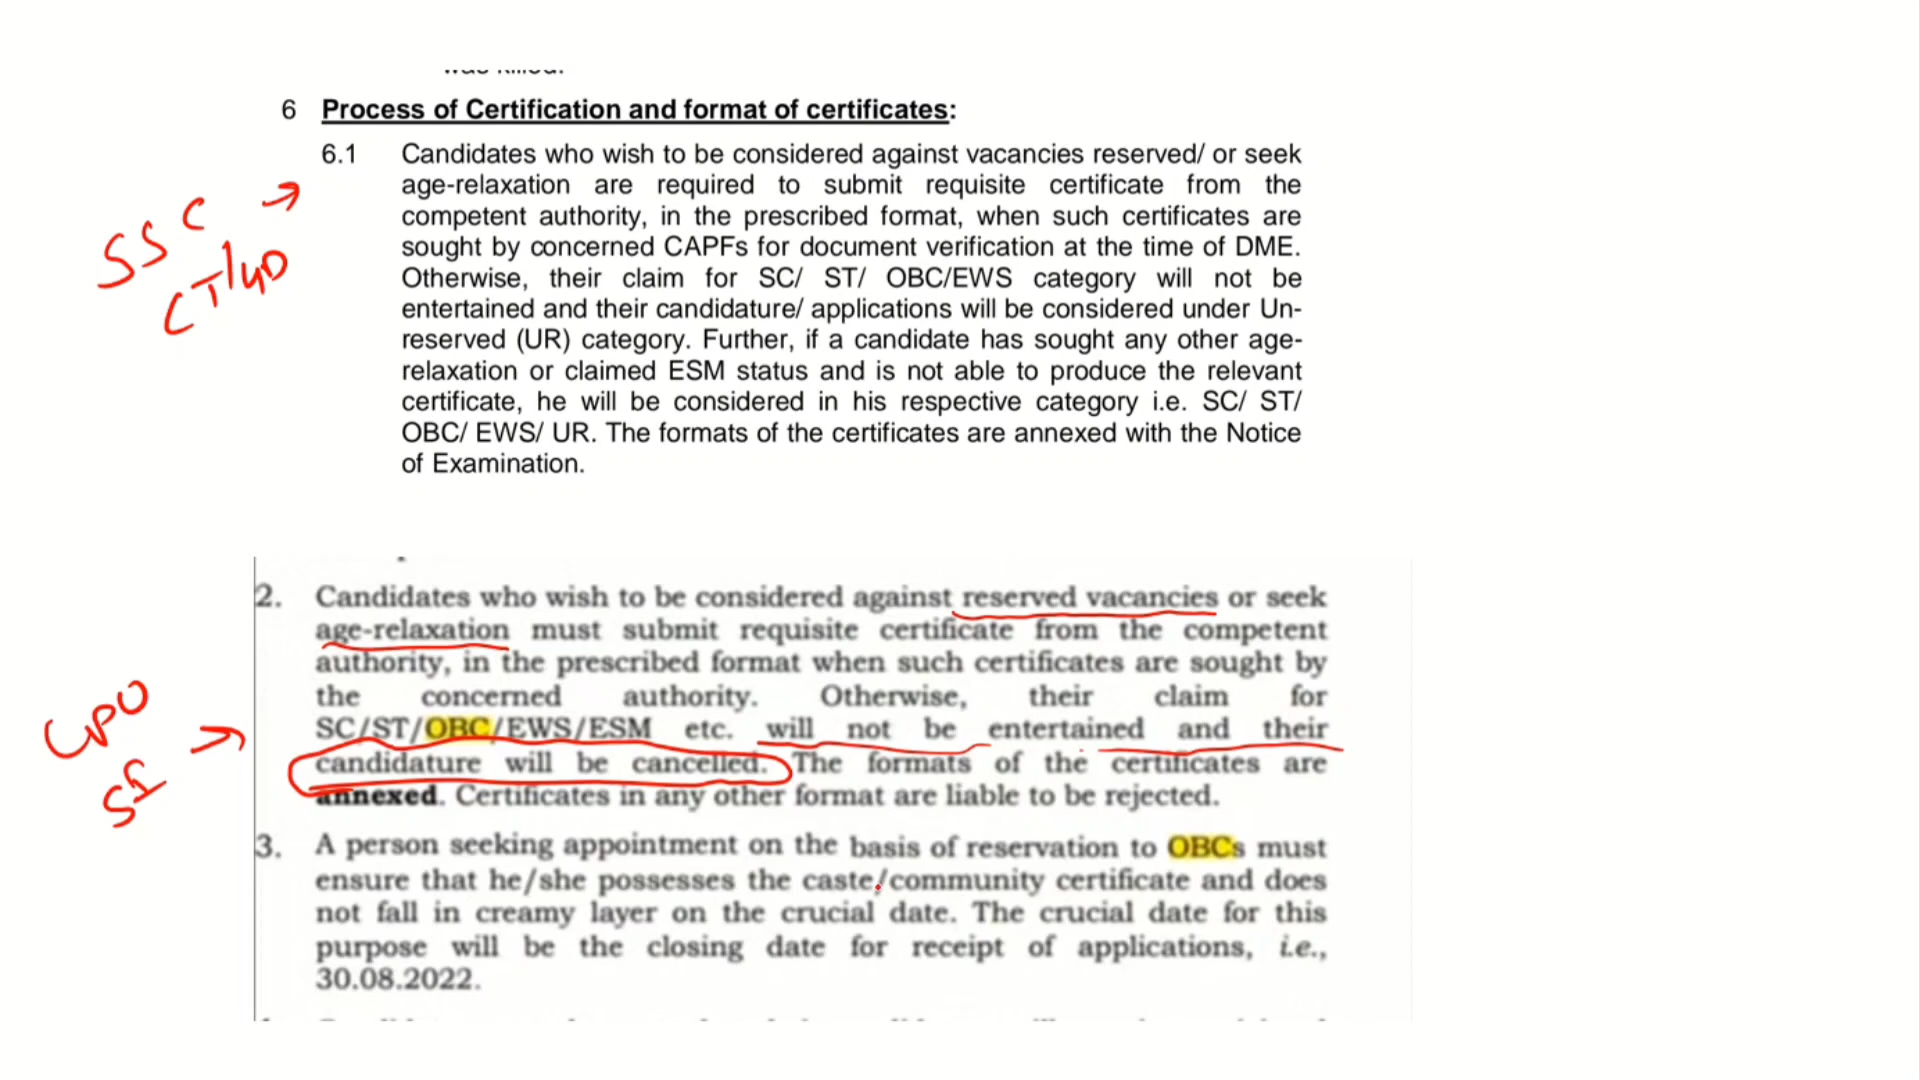 6 Process of Certification and format of certificates:
6.1 Candidates who wish to be considered against vacancies reserved/ or seek
age-relaxation are required to submit requisite certificate from the
competent authority, in the prescribed format, when such certificates are
sought by concerned CAPFs for document verification at the time of DME.
Otherwise, their claim for SC/ ST/ OBC/EWS category will not be
entertained and their candidature/ applications will be considered under Un-
reserved (UR) category. Further, if a candidate has sought any other age-
relaxation or claimed ESM status and is not able to produce the relevant
certificate, he will be considered in his respective category i.e. SC/ ST/
OBC/ EWS/ UR. The formats of the certificates are annexed with the Notice
of Examination.
SSC →
CT/GD
2. Candidates who wish to be considered against reserved vacancies or seek
age-relaxation must submit requisite certificate from the competent
authority, in the prescribed format when such certificates are sought by
the concerned authority. Otherwise, their claim for
SC/ST/OBC/EWS/ESM etc. will not be entertained and their
candidature will be cancelled. The formats of the certificates are
annexed. Certificates in any other format are liable to be rejected.
CPO
SI →
3. A person seeking appointment on the basis of reservation to OBCs must
ensure that he/she possesses the caste/community certificate and does
not fall in creamy layer on the crucial date. The crucial date for this
purpose will be the closing date for receipt of applications, i.e.,
30.08.2022.